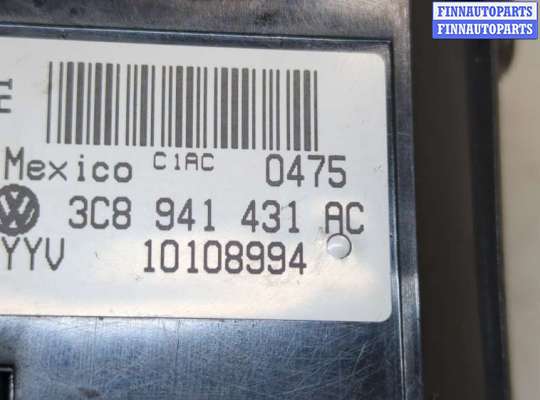 FINNAUTOPARTS
FINNAUTOPARTS
Mexico C1AC 0475
3C8 941 431 AC
YYV 10108994